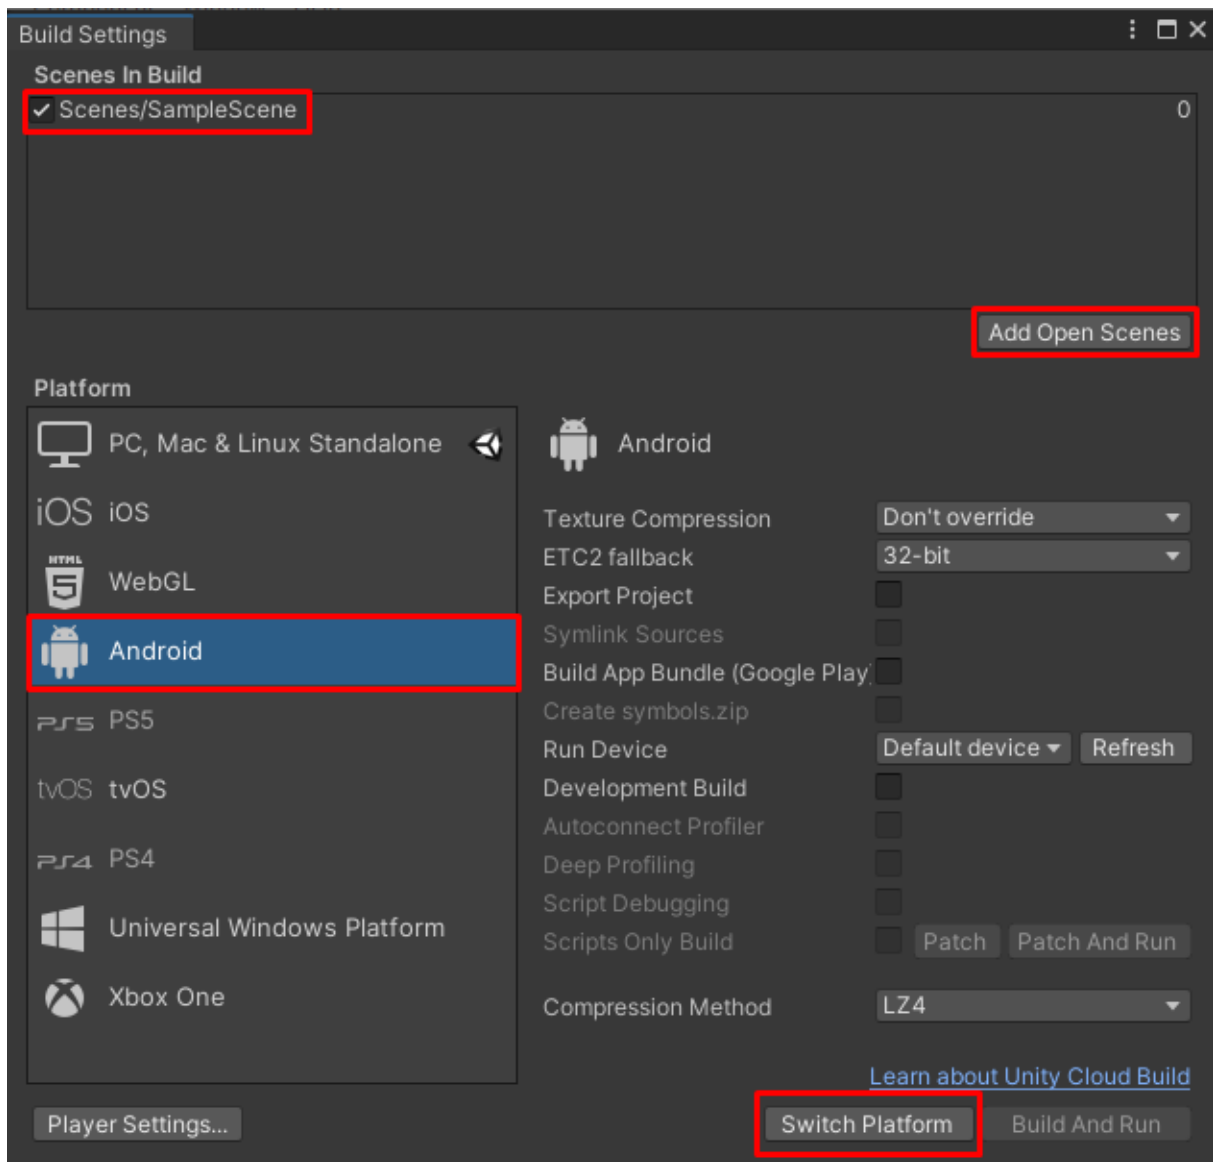 Build Settings
Scenes In Build
Scenes/SampleScene 0
Add Open Scenes
Platform
PC, Mac & Linux Standalone
iOS iOS
HTML 5 WebGL
Android
PS5 PS5
tvOS tvOS
PS4 PS4
Universal Windows Platform
Xbox One
Android
Texture Compression Don't override
ETC2 fallback 32-bit
Export Project
Symlink Sources
Build App Bundle (Google Play)
Create symbols.zip
Run Device Default device Refresh
Development Build
Autoconnect Profiler
Deep Profiling
Script Debugging
Scripts Only Build Patch Patch And Run
Compression Method LZ4
Learn about Unity Cloud Build
Player Settings... Switch Platform Build And Run